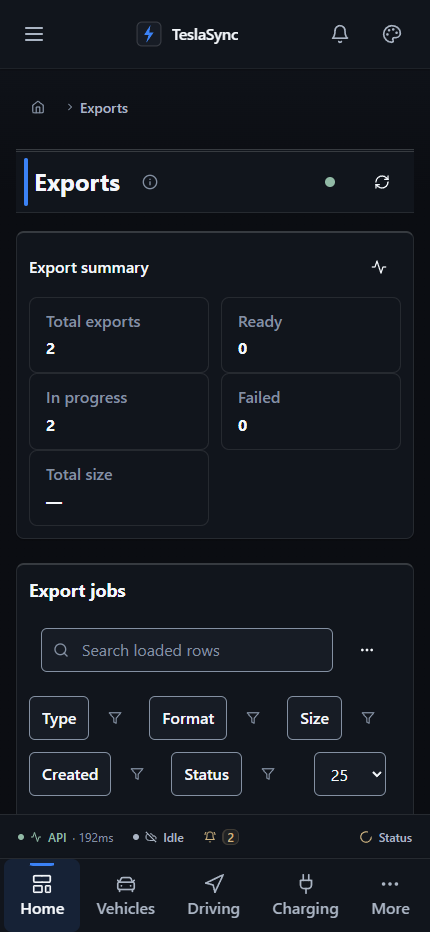 TeslaSync
Exports
Exports
Export summary
Total exports
2
Ready
0
In progress
2
Failed
0
Total size
—
Export jobs
Search loaded rows
Type
Format
Size
Created
Status
25
API · 192ms
Idle
2
Status
Home
Vehicles
Driving
Charging
More